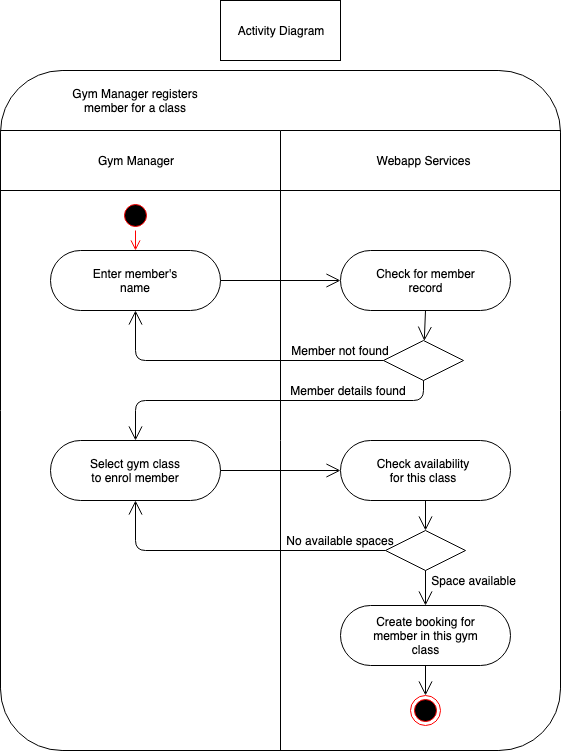 Activity Diagram
Gym Manager registers
member for a class
Gym Manager
Webapp Services
Enter member's
name
Check for member
record
Member not found
Member details found
Select gym class
to enrol member
Check availability
for this class
No available spaces
Space available
Create booking for
member in this gym
class